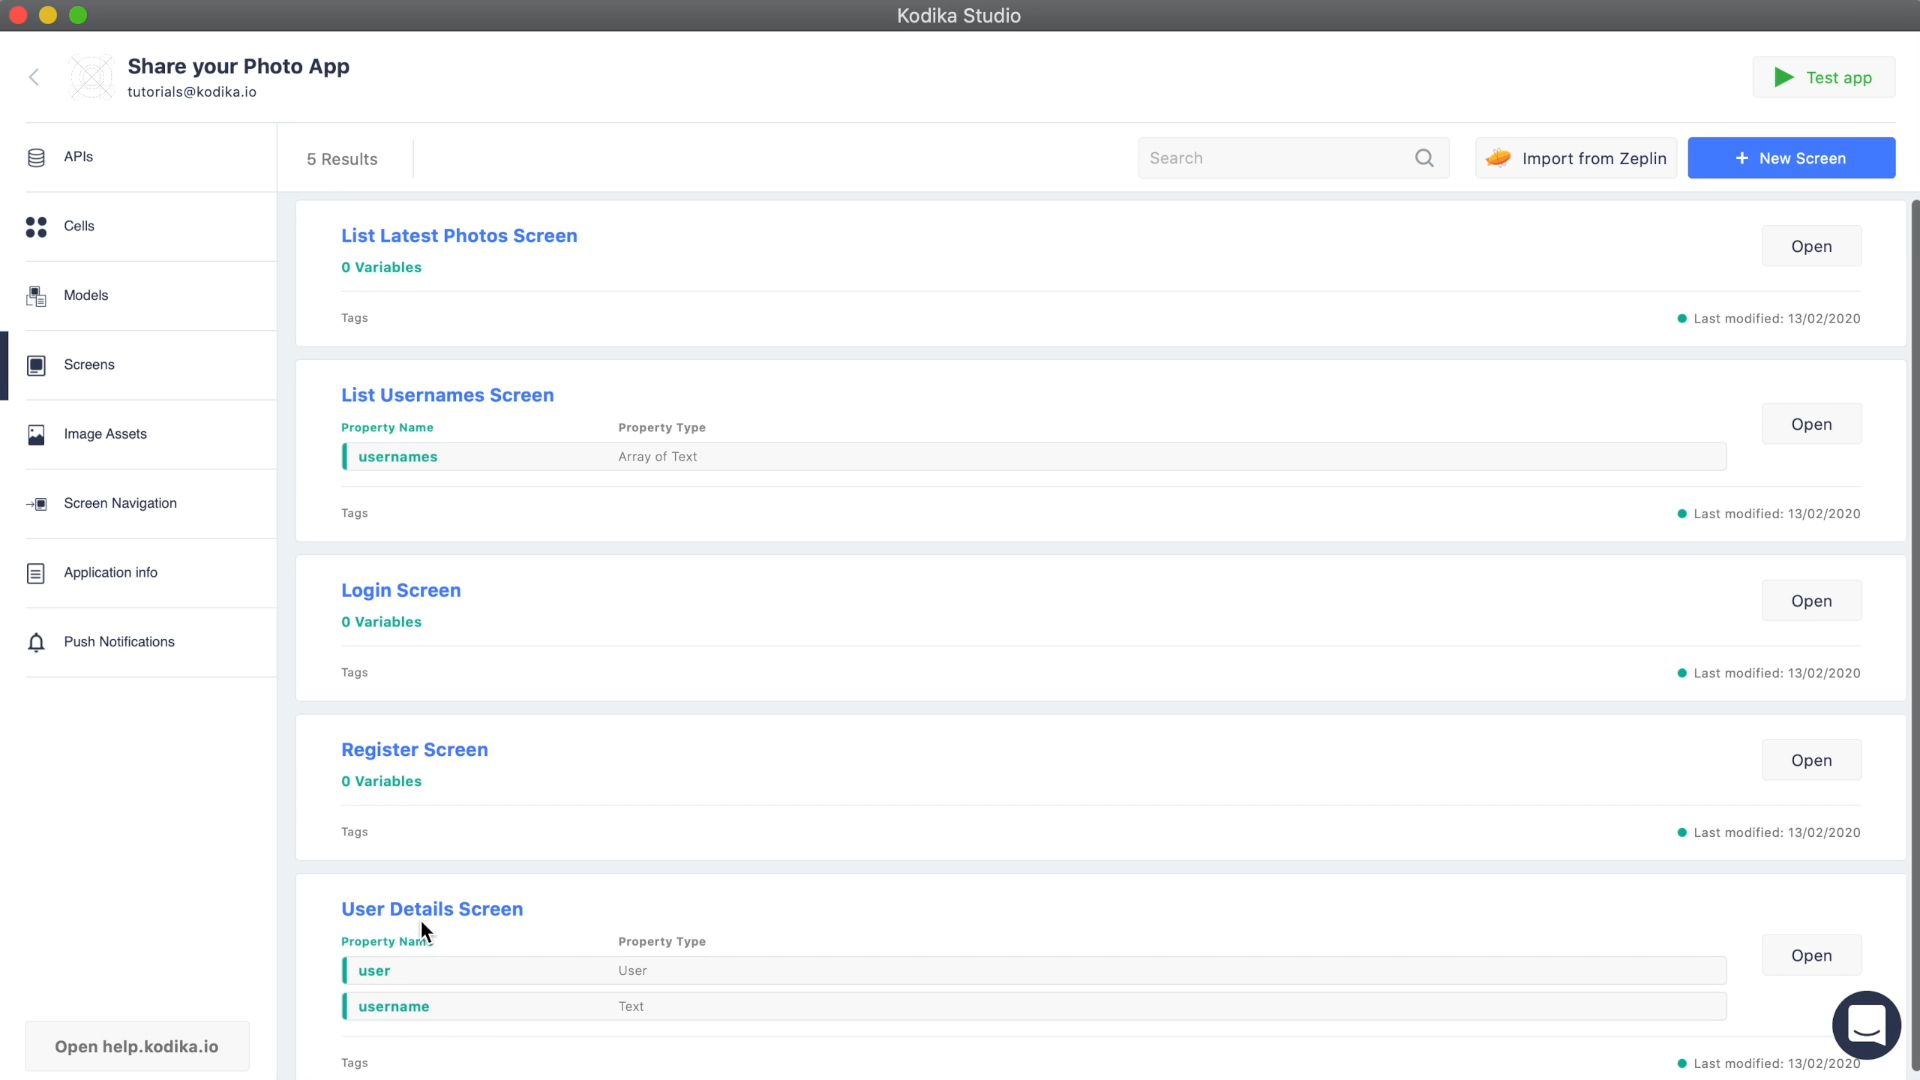 Kodika Studio
Share your Photo App
tutorials@kodika.io
Test app
APIs
Cells
Models
Screens
Image Assets
Screen Navigation
Application info
Push Notifications
Open help.kodika.io
5 Results
Search
Import from Zeplin
+ New Screen
List Latest Photos Screen
0 Variables
Open
Tags
Last modified: 13/02/2020
List Usernames Screen
Property Name Property Type
usernames Array of Text
Open
Tags
Last modified: 13/02/2020
Login Screen
0 Variables
Open
Tags
Last modified: 13/02/2020
Register Screen
0 Variables
Open
Tags
Last modified: 13/02/2020
User Details Screen
Property Name Property Type
user User
username Text
Open
Tags
Last modified: 13/02/2020